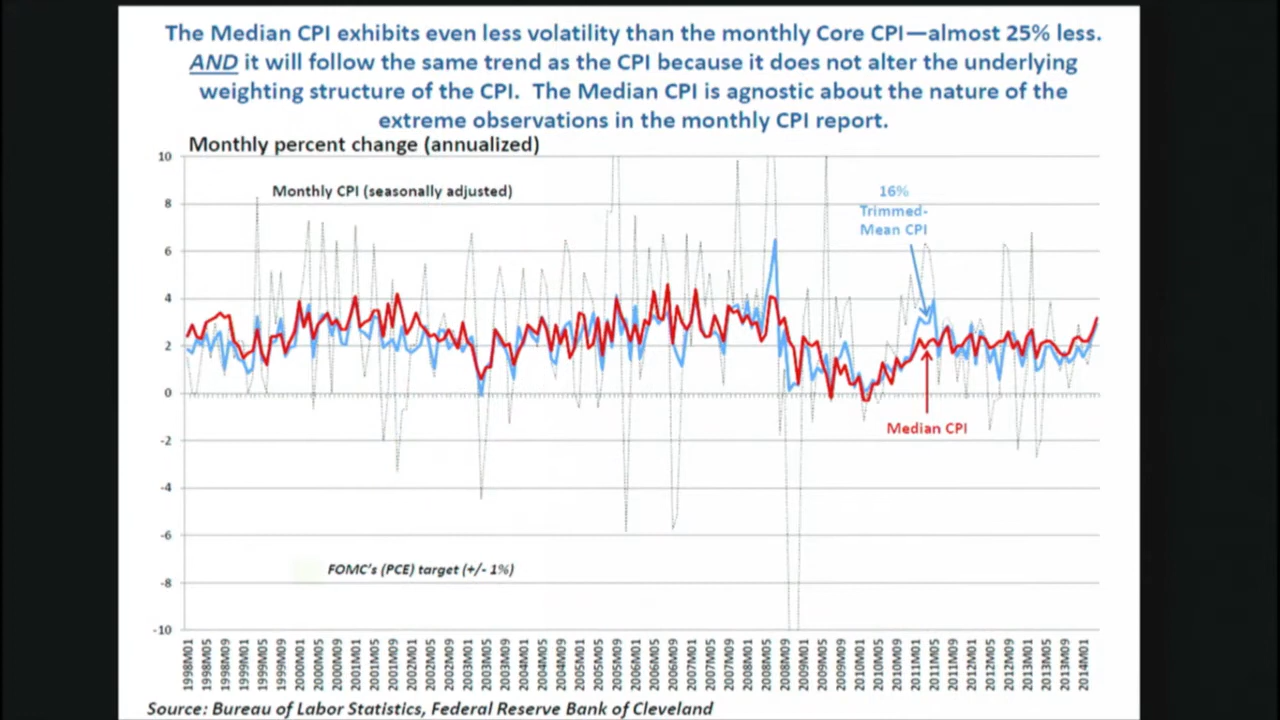 The Median CPI exhibits even less volatility than the monthly Core CPI—almost 25% less.
AND it will follow the same trend as the CPI because it does not alter the underlying
weighting structure of the CPI.  The Median CPI is agnostic about the nature of the
extreme observations in the monthly CPI report.
Monthly percent change (annualized)
10
8
6
4
2
0
-2
-4
-6
-8
-10
Monthly CPI (seasonally adjusted)
16%
Trimmed-
Mean CPI
Median CPI
FOMC's (PCE) target (+/- 1%)
1998M01
1998M05
1998M09
1999M01
1999M05
1999M09
2000M01
2000M05
2000M09
2001M01
2001M05
2001M09
2002M01
2002M05
2002M09
2003M01
2003M05
2003M09
2004M01
2004M05
2004M09
2005M01
2005M05
2005M09
2006M01
2006M05
2006M09
2007M01
2007M05
2007M09
2008M01
2008M05
2008M09
2009M01
2009M05
2009M09
2010M01
2010M05
2010M09
2011M01
2011M05
2011M09
2012M01
2012M05
2012M09
2013M01
2013M05
2013M09
2014M01
Source: Bureau of Labor Statistics, Federal Reserve Bank of Cleveland